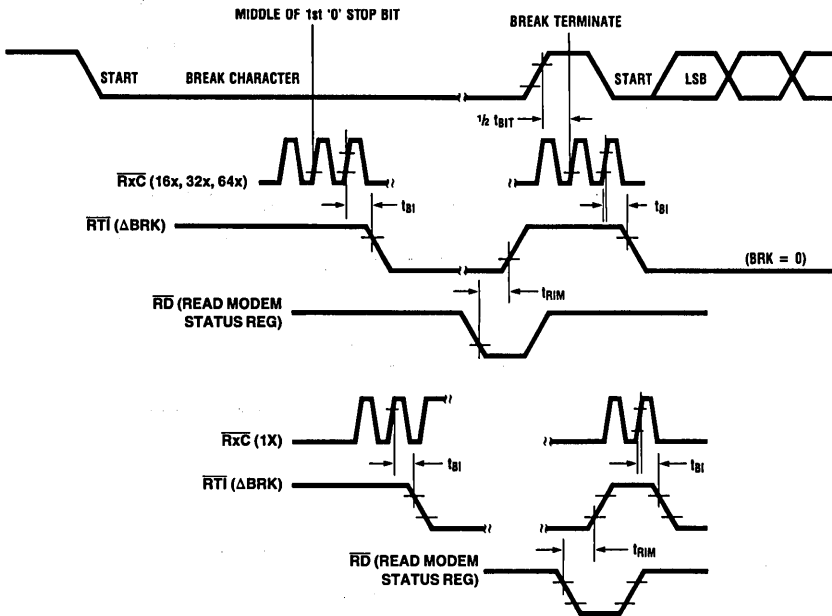 MIDDLE OF 1st '0' STOP BIT
BREAK TERMINATE
START
BREAK CHARACTER
START
LSB
1/2 tBIT
RxC (16x, 32x, 64x)
tBI
tBI
RTI (ΔBRK)
(BRK = 0)
tRIM
RD (READ MODEM
STATUS REG)
RxC (1X)
tBI
tBI
RTI (ΔBRK)
tRIM
RD (READ MODEM
STATUS REG)